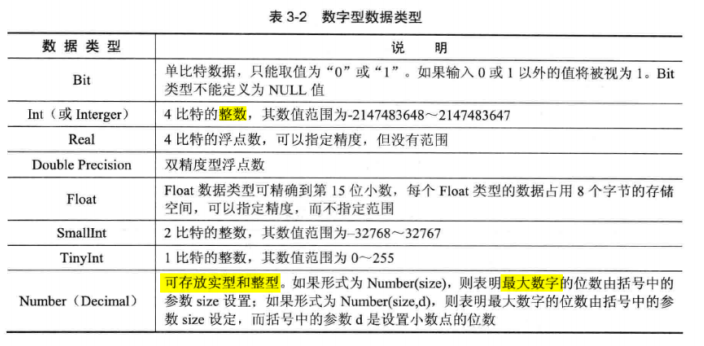 表 3-2 数字型数据类型
数 据 类 型 说 明
Bit 单比特数据，只能取值为“0”或“1”。如果输入 0 或 1 以外的值将被视为 1。Bit
类型不能定义为 NULL 值
Int（或 Interger） 4 比特的整数，其数值范围为-2147483648～2147483647
Real 4 比特的浮点数，可以指定精度，但没有范围
Double Precision 双精度型浮点数
Float Float 数据类型可精确到第 15 位小数，每个 Float 类型的数据占用 8 个字节的存储
空间，可以指定精度，而不指定范围
SmallInt 2 比特的整数，其数值范围为–32768～32767
TinyInt 1 比特的整数，其数值范围为 0～255
Number（Decimal） 可存放实型和整型。如果形式为 Number(size)，则表明最大数字的位数由括号中的
参数 size 设置；如果形式为 Number(size,d)，则表明最大数字的位数由括号中的参
数 size 设定，而括号中的参数 d 是设置小数点的位数